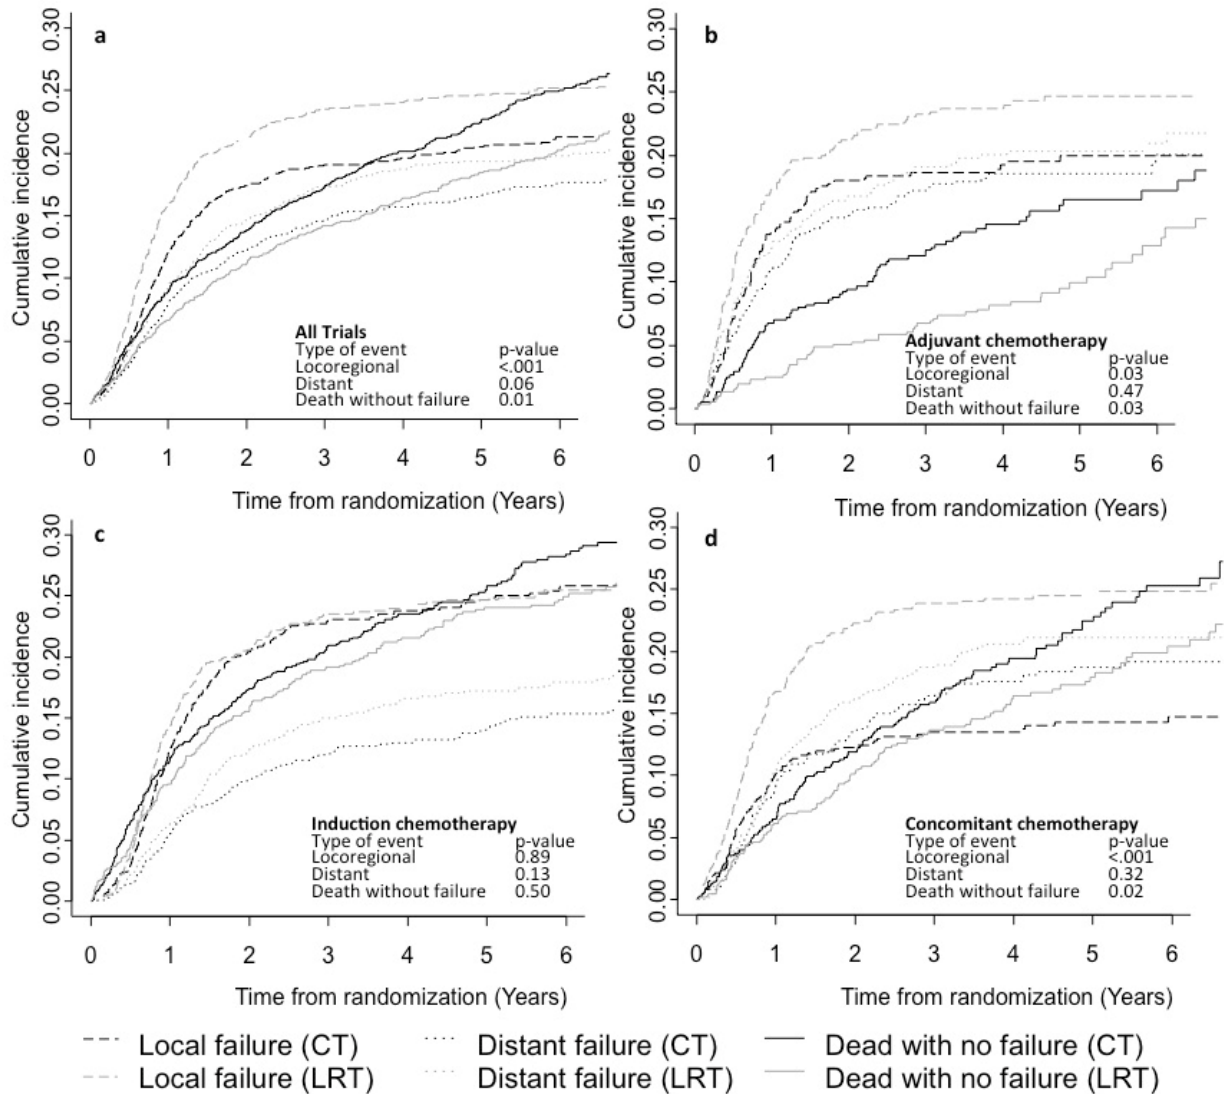 a
0.00 0.05 0.10 0.15 0.20 0.25 0.30
Cumulative incidence
All Trials
Type of event p-value
Locoregional <.001
Distant 0.06
Death without failure 0.01
0 1 2 3 4 5 6
Time from randomization (Years)
b
0.00 0.05 0.10 0.15 0.20 0.25 0.30
Cumulative incidence
Adjuvant chemotherapy
Type of event p-value
Locoregional 0.03
Distant 0.47
Death without failure 0.03
0 1 2 3 4 5 6
Time from randomization (Years)
c
0.00 0.05 0.10 0.15 0.20 0.25 0.30
Cumulative incidence
Induction chemotherapy
Type of event p-value
Locoregional 0.89
Distant 0.13
Death without failure 0.50
0 1 2 3 4 5 6
Time from randomization (Years)
d
0.00 0.05 0.10 0.15 0.20 0.25 0.30
Cumulative incidence
Concomitant chemotherapy
Type of event p-value
Locoregional <.001
Distant 0.32
Death without failure 0.02
0 1 2 3 4 5 6
Time from randomization (Years)
Local failure (CT) Distant failure (CT) Dead with no failure (CT)
Local failure (LRT) Distant failure (LRT) Dead with no failure (LRT)